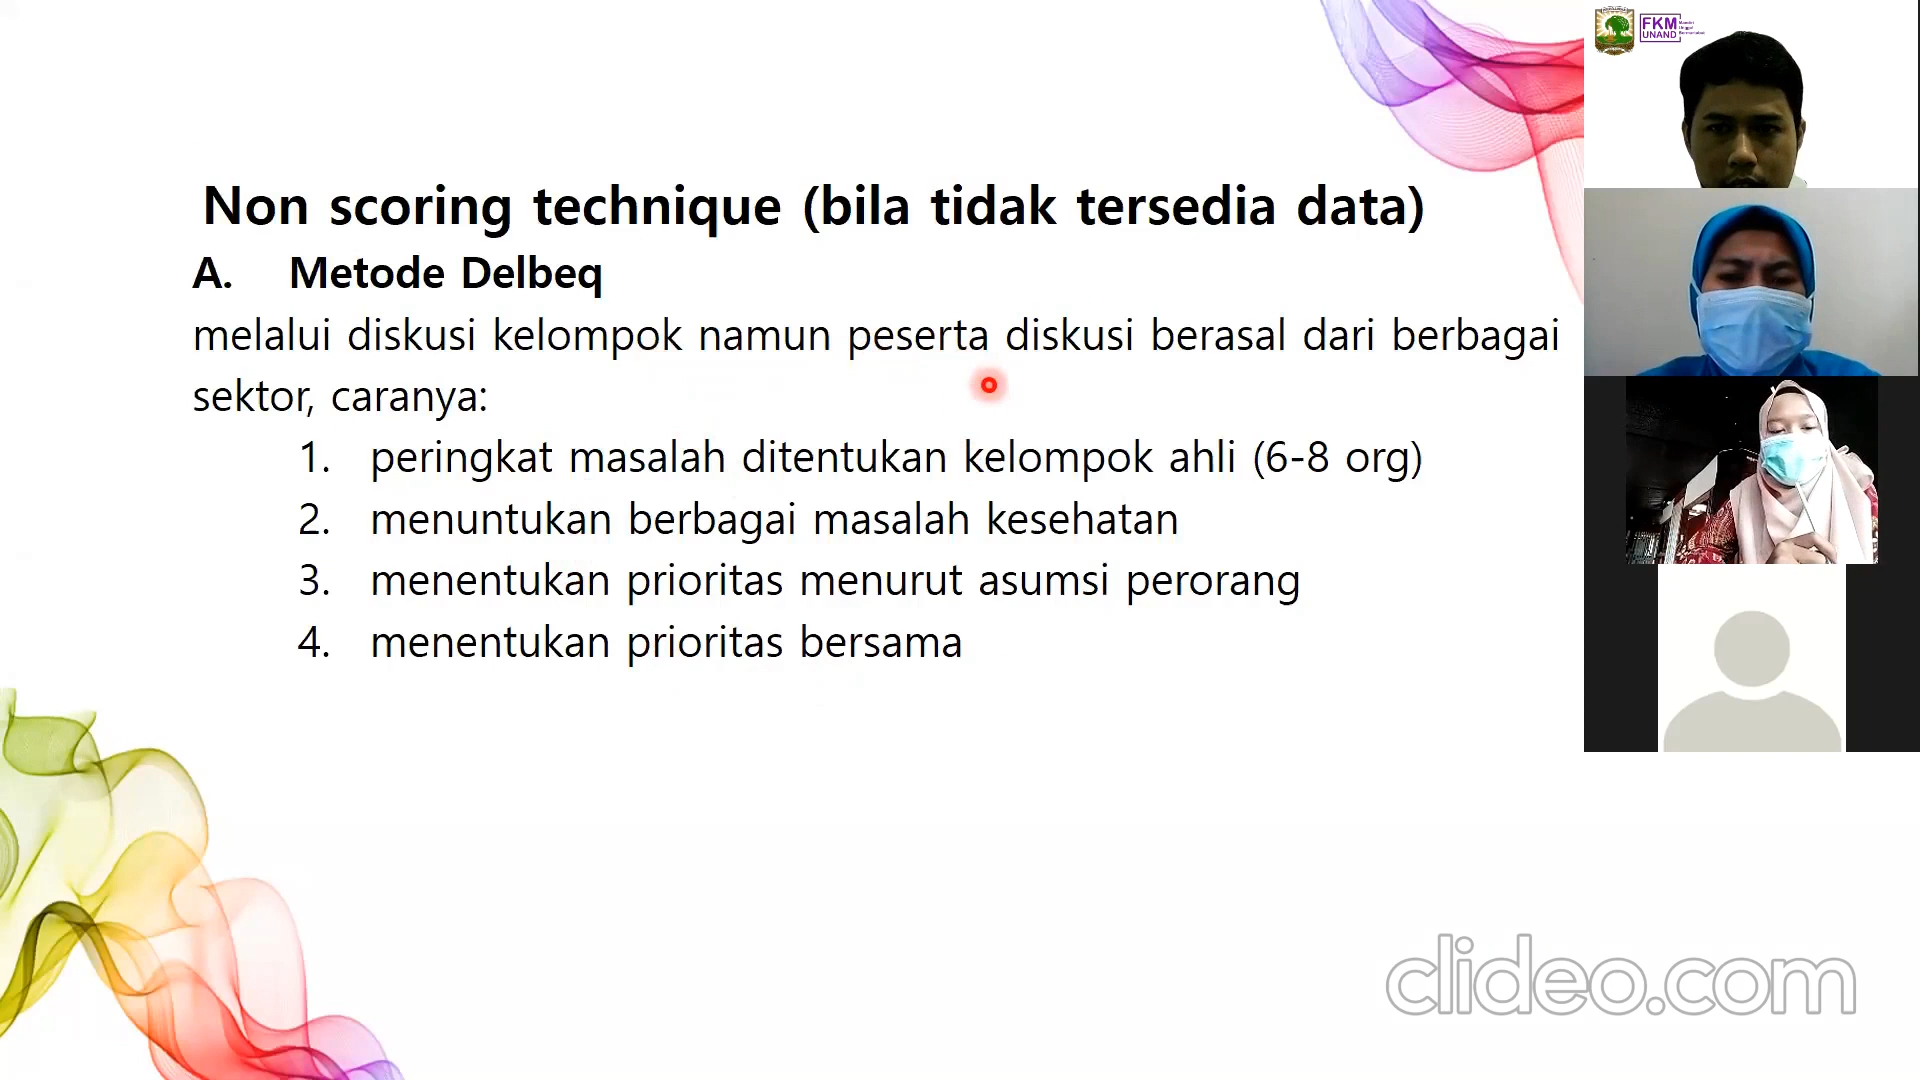 Non scoring technique (bila tidak tersedia data)
A. Metode Delbeq
melalui diskusi kelompok namun peserta diskusi berasal dari berbagai
sektor, caranya:
1. peringkat masalah ditentukan kelompok ahli (6-8 org)
2. menuntukan berbagai masalah kesehatan
3. menentukan prioritas menurut asumsi perorang
4. menentukan prioritas bersama
FKM
UNAND
clideo.com